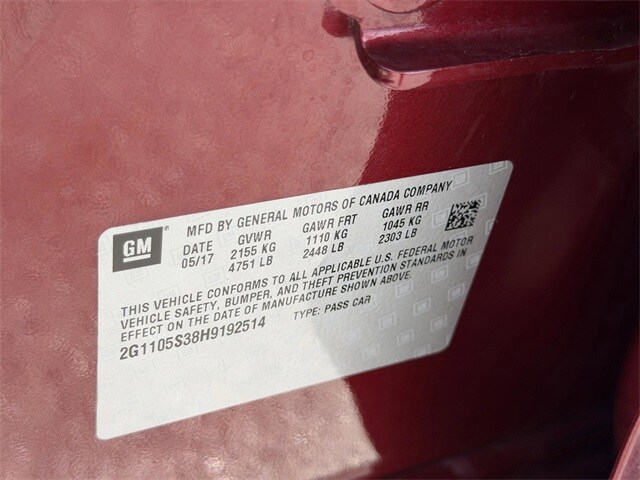 GM
MFD BY GENERAL MOTORS OF CANADA COMPANY
DATE GVWR GAWR FRT GAWR RR
05/17 2155 KG 1110 KG 1045 KG
4751 LB 2448 LB 2303 LB
THIS VEHICLE CONFORMS TO ALL APPLICABLE U.S. FEDERAL MOTOR
VEHICLE SAFETY, BUMPER, AND THEFT PREVENTION STANDARDS IN
EFFECT ON THE DATE OF MANUFACTURE SHOWN ABOVE.
2G1105S38H9192514 TYPE: PASS CAR